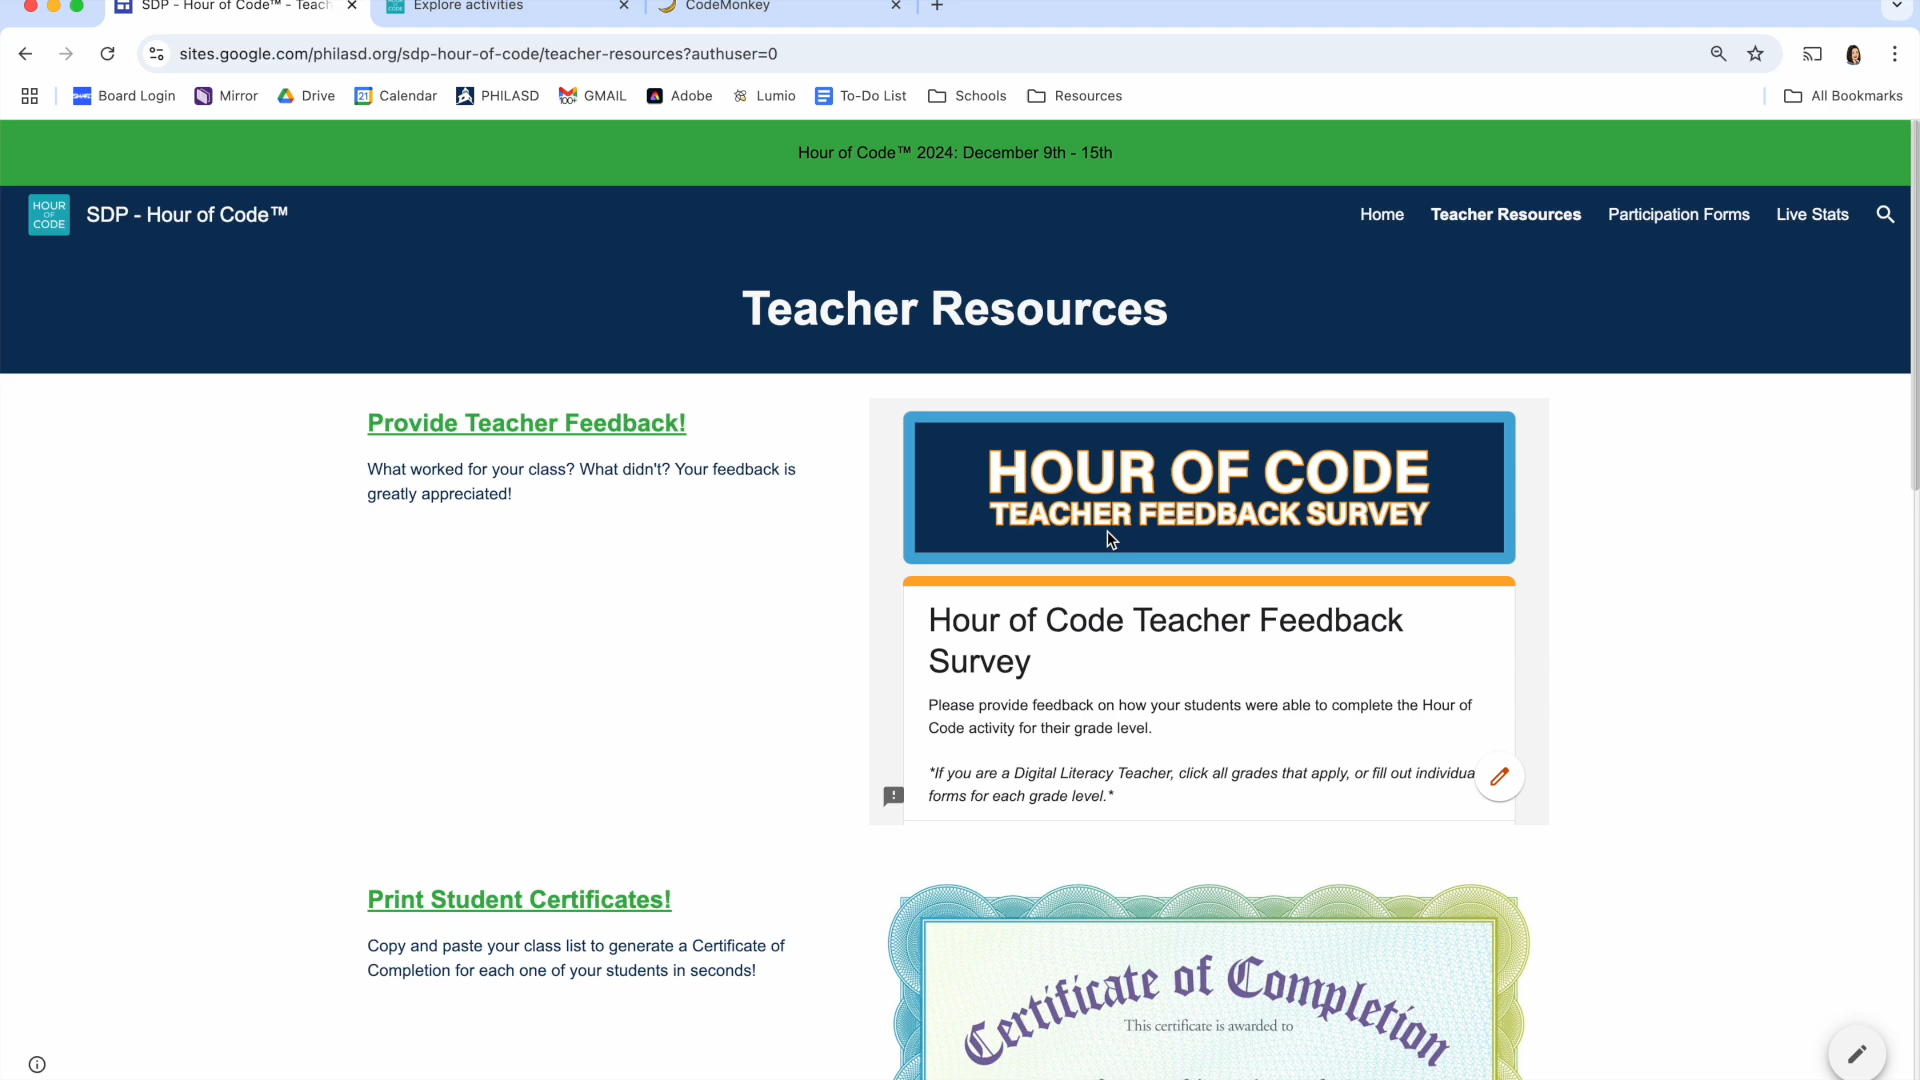 SDP - Hour of Code™ - Teach
Explore activities
CodeMonkey
sites.google.com/philasd.org/sdp-hour-of-code/teacher-resources?authuser=0
Board Login
Mirror
Drive
21
Calendar
PHILASD
100+
GMAIL
Adobe
Lumio
To-Do List
Schools
Resources
All Bookmarks
Hour of Code™ 2024: December 9th - 15th
HOUR
OF
CODE
SDP - Hour of Code™
Home
Teacher Resources
Participation Forms
Live Stats
Teacher Resources
Provide Teacher Feedback!
What worked for your class? What didn't? Your feedback is
greatly appreciated!
HOUR OF CODE
TEACHER FEEDBACK SURVEY
Hour of Code Teacher Feedback
Survey
Please provide feedback on how your students were able to complete the Hour of
Code activity for their grade level.
*If you are a Digital Literacy Teacher, click all grades that apply, or fill out individua
forms for each grade level.*
Print Student Certificates!
Copy and paste your class list to generate a Certificate of
Completion for each one of your students in seconds!
Certificate of Completion
This certificate is awarded to